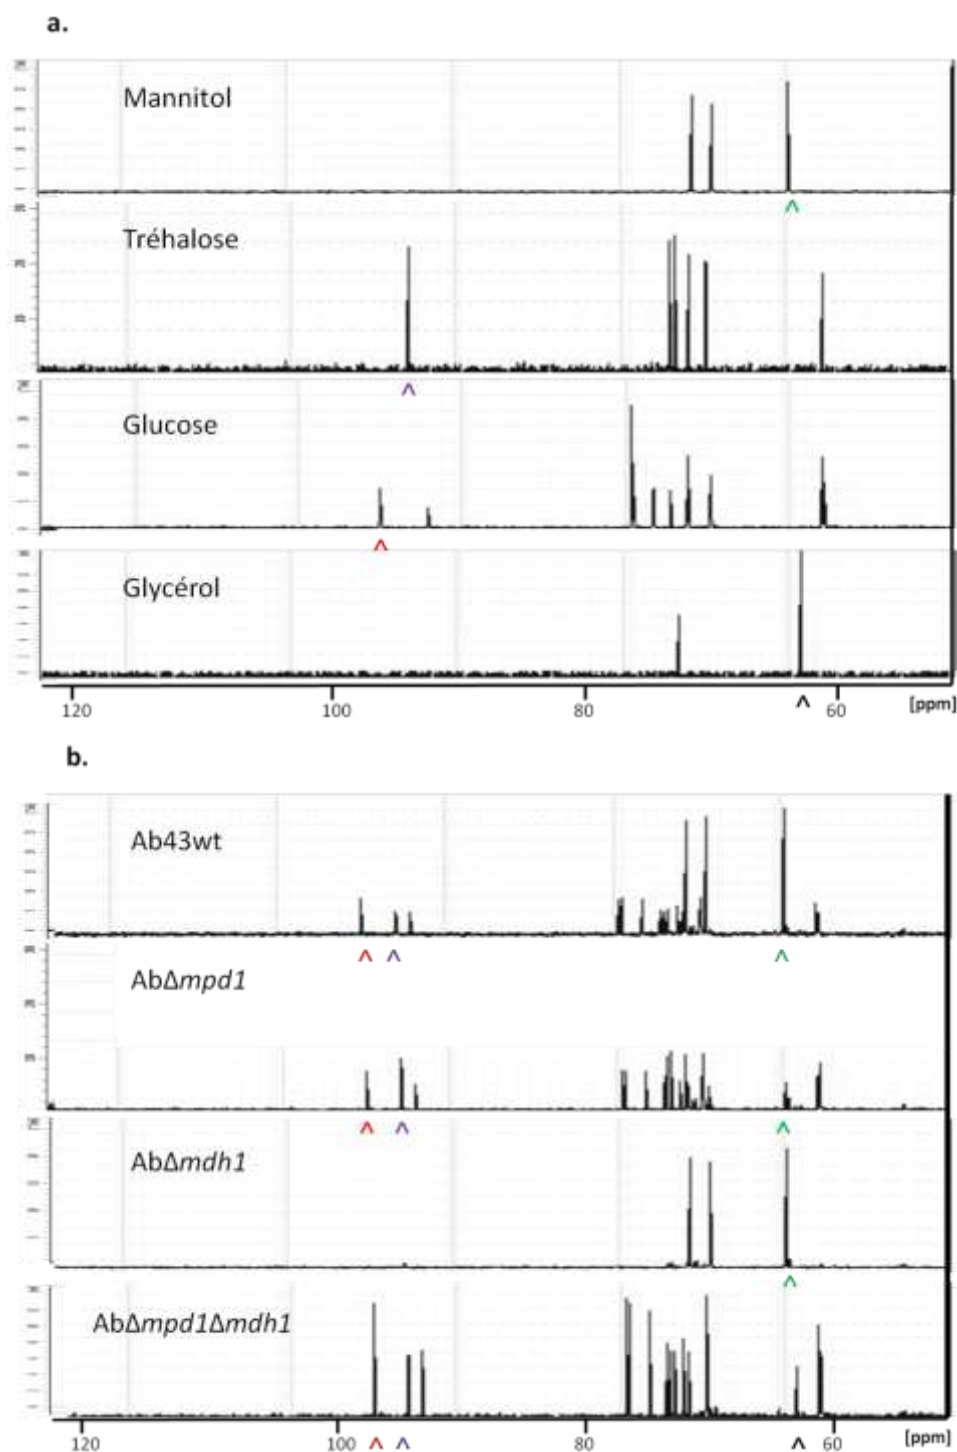 a.
Mannitol
Tréhalose
Glucose
Glycérol
120 100 80 60 [ppm]
b.
Ab43wt
AbΔmpd1
AbΔmdh1
AbΔmpd1Δmdh1
120 100 80 60 [ppm]